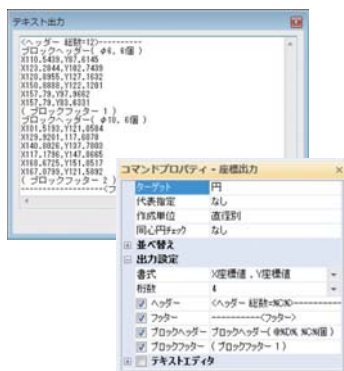 テキスト出力
<ヘッダー 総数=12>----------
ブロックヘッダー( φ6, 6個 )
X110.5439,Y87.6145
X123.2844,Y102.7439
X120.8955,Y127.1632
X150.8888,Y122.1201
X157.79,Y97.9682
X157.79,Y83.6331
( ブロックフッター 1 )
ブロックヘッダー( φ10, 6個 )
X101.5193,Y121.0584
X129.9201,117.6878
X140.8026,Y137.7003
X117.1796,Y147.8665
X168.6725,Y151.8517
X167.0799,Y121.5892
( ブロックフッター 2 )
コマンドプロパティ - 座標出力
ターゲット 円
代表指定 なし
作成単位 直径別
同心円チェック なし
並べ替え
出力設定
書式 X座標値 , Y座標値
桁数 4
ヘッダー <ヘッダー 総数=%C%>----------
フッター ----------<フッター>
ブロックヘッダー ブロックヘッダー( φ%D%, %C%個 )
ブロックフッター ( ブロックフッター 1 )
テキストエディタ